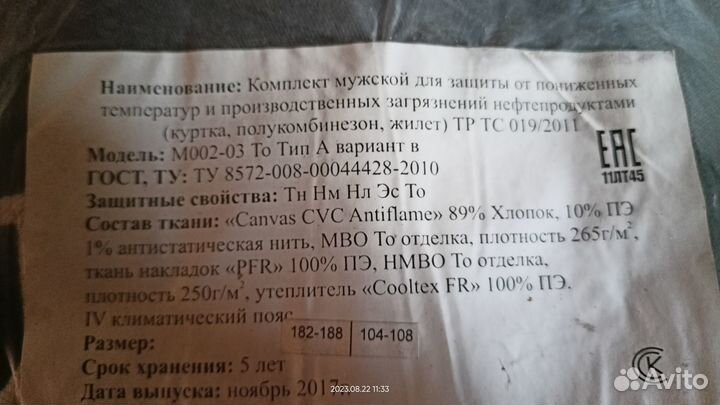 Наименование: Комплект мужской для защиты от пониженных
температур и производственных загрязнений нефтепродуктами
(куртка, полукомбинезон, жилет) ТР ТС 019/2011
Модель: М002-03 То Тип А вариант в
ГОСТ, ТУ: ТУ 8572-008-00044428-2010
ЕАС
11ЛТ45
Защитные свойства: Тн Нм Нл Эс То
Состав ткани: «Canvas CVC Antiflame» 89% Хлопок, 10% ПЭ
1% антистатическая нить, МВО То отделка, плотность 265г/м²,
ткань накладок «PFR» 100% ПЭ, НМВО То отделка,
плотность 250г/м², утеплитель «Cooltex FR» 100% ПЭ.
IV климатический пояс
Размер: 182-188 104-108
Срок хранения: 5 лет
Дата выпуска: ноябрь 2017г.
2023.08.22 11:33
Avito